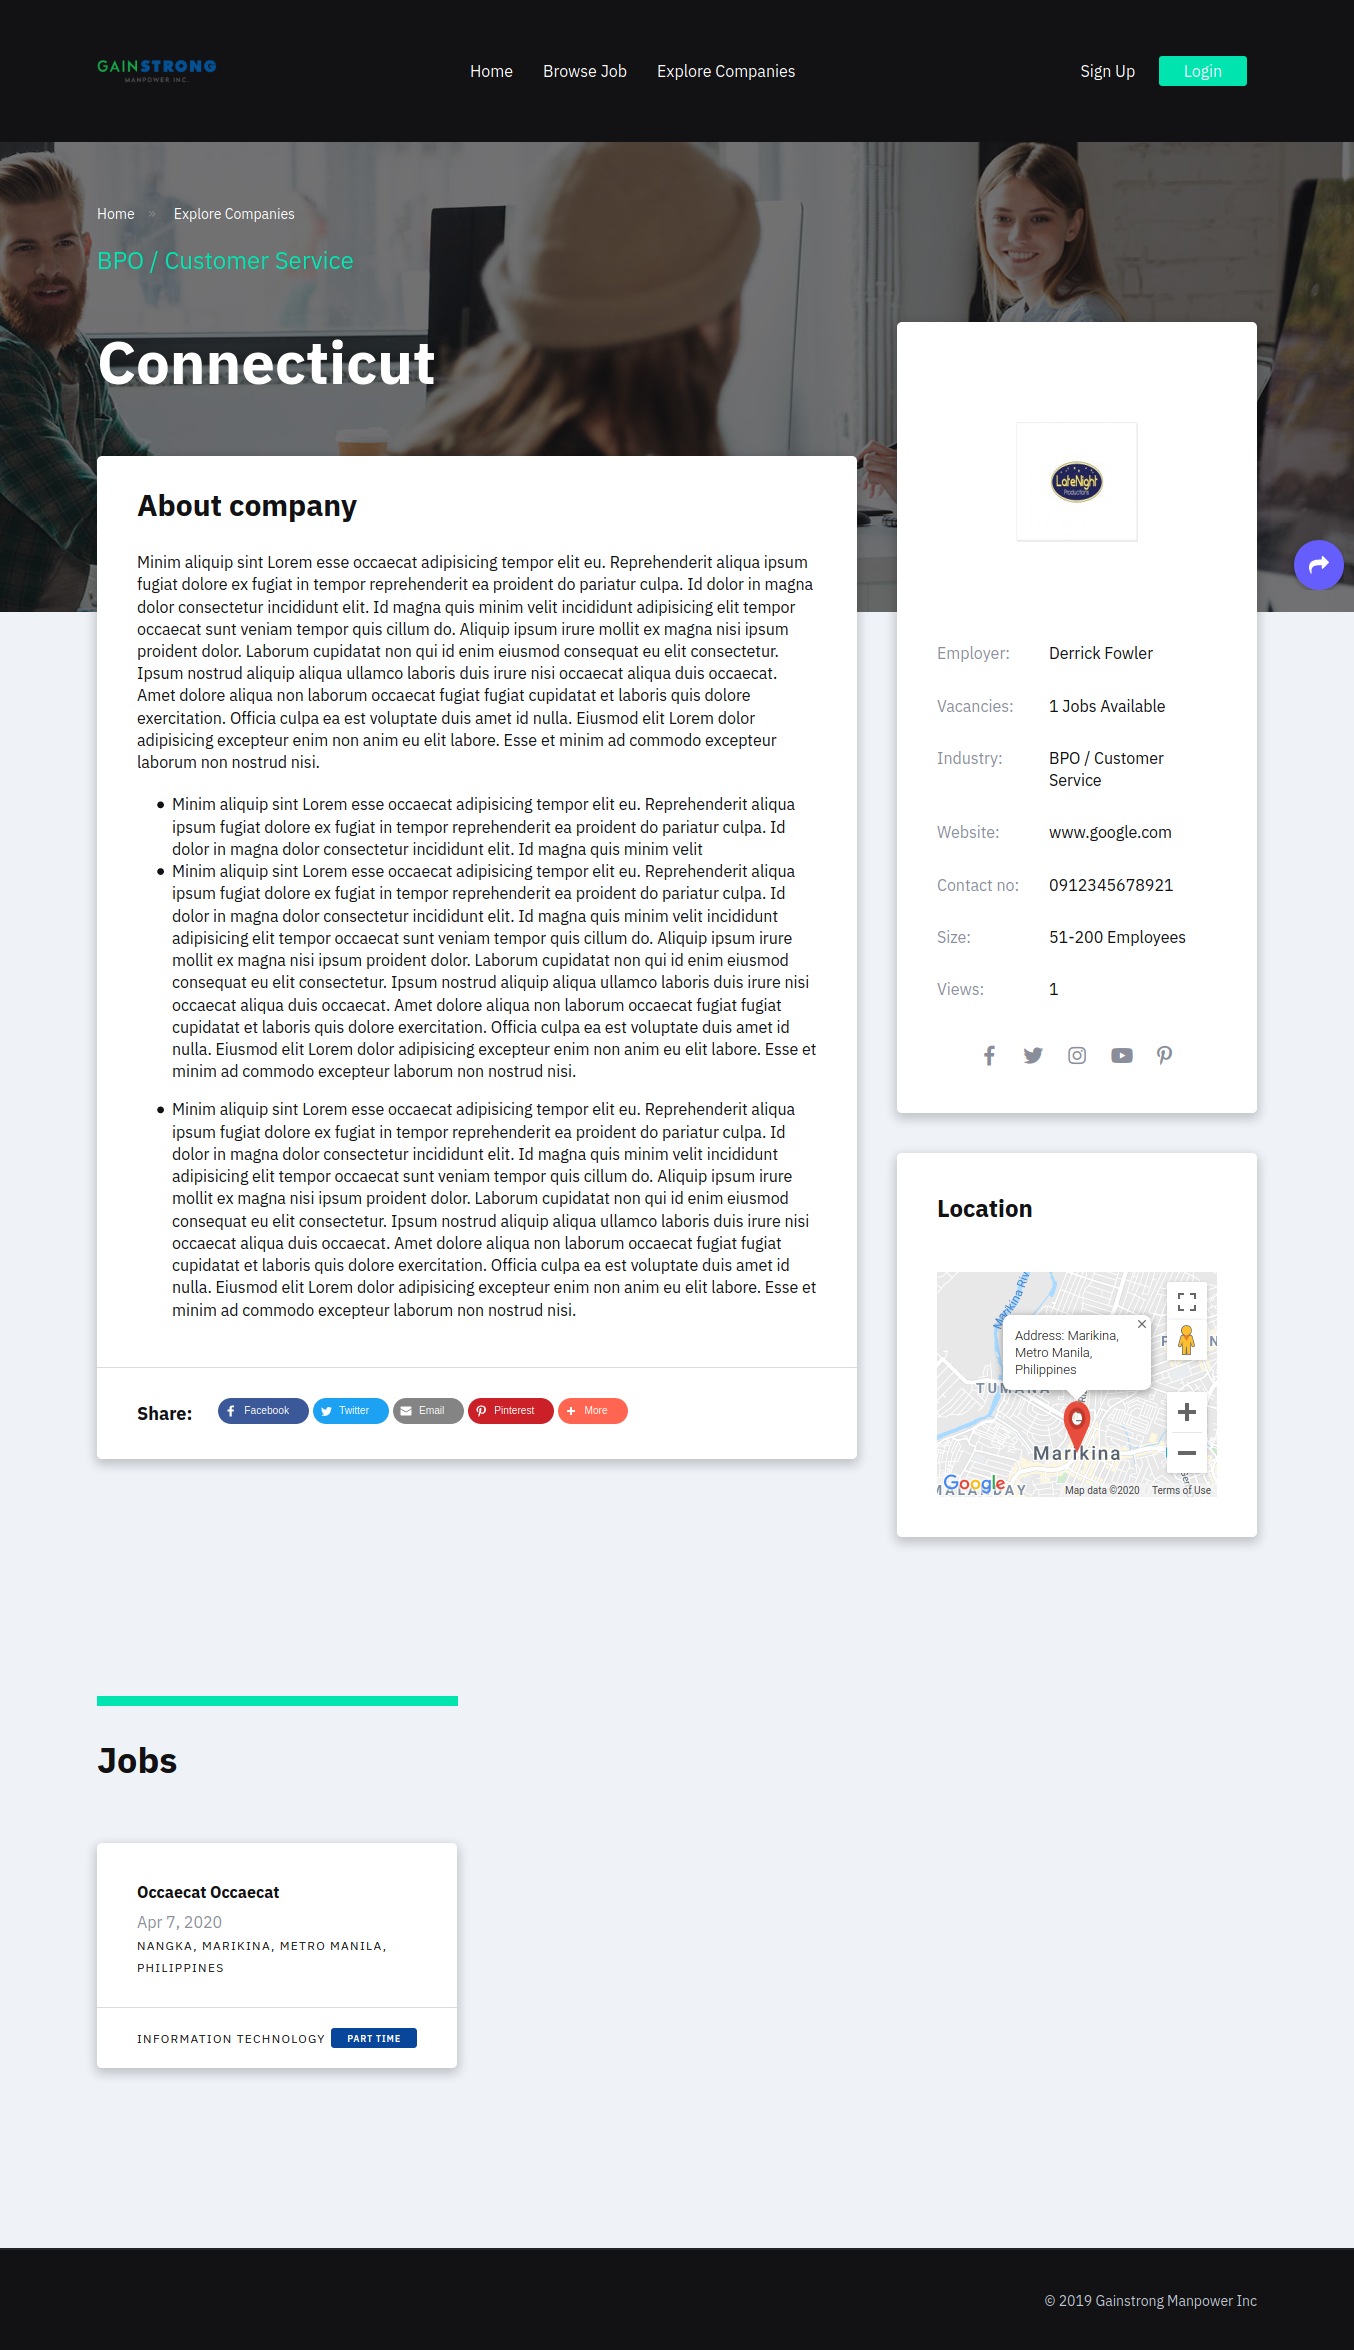 GAINSTRONG
MANPOWER INC.
Home
Browse Job
Explore Companies
Sign Up
Login
Home » Explore Companies
BPO / Customer Service
Connecticut
About company
Minim aliquip sint Lorem esse occaecat adipisicing tempor elit eu. Reprehenderit aliqua ipsum
fugiat dolore ex fugiat in tempor reprehenderit ea proident do pariatur culpa. Id dolor in magna
dolor consectetur incididunt elit. Id magna quis minim velit incididunt adipisicing elit tempor
occaecat sunt veniam tempor quis cillum do. Aliquip ipsum irure mollit ex magna nisi ipsum
proident dolor. Laborum cupidatat non qui id enim eiusmod consequat eu elit consectetur.
Ipsum nostrud aliquip aliqua ullamco laboris duis irure nisi occaecat aliqua duis occaecat.
Amet dolore aliqua non laborum occaecat fugiat fugiat cupidatat et laboris quis dolore
exercitation. Officia culpa ea est voluptate duis amet id nulla. Eiusmod elit Lorem dolor
adipisicing excepteur enim non anim eu elit labore. Esse et minim ad commodo excepteur
laborum non nostrud nisi.
• Minim aliquip sint Lorem esse occaecat adipisicing tempor elit eu. Reprehenderit aliqua
ipsum fugiat dolore ex fugiat in tempor reprehenderit ea proident do pariatur culpa. Id
dolor in magna dolor consectetur incididunt elit. Id magna quis minim velit
• Minim aliquip sint Lorem esse occaecat adipisicing tempor elit eu. Reprehenderit aliqua
ipsum fugiat dolore ex fugiat in tempor reprehenderit ea proident do pariatur culpa. Id
dolor in magna dolor consectetur incididunt elit. Id magna quis minim velit incididunt
adipisicing elit tempor occaecat sunt veniam tempor quis cillum do. Aliquip ipsum irure
mollit ex magna nisi ipsum proident dolor. Laborum cupidatat non qui id enim eiusmod
consequat eu elit consectetur. Ipsum nostrud aliquip aliqua ullamco laboris duis irure nisi
occaecat aliqua duis occaecat. Amet dolore aliqua non laborum occaecat fugiat fugiat
cupidatat et laboris quis dolore exercitation. Officia culpa ea est voluptate duis amet id
nulla. Eiusmod elit Lorem dolor adipisicing excepteur enim non anim eu elit labore. Esse et
minim ad commodo excepteur laborum non nostrud nisi.
• Minim aliquip sint Lorem esse occaecat adipisicing tempor elit eu. Reprehenderit aliqua
ipsum fugiat dolore ex fugiat in tempor reprehenderit ea proident do pariatur culpa. Id
dolor in magna dolor consectetur incididunt elit. Id magna quis minim velit incididunt
adipisicing elit tempor occaecat sunt veniam tempor quis cillum do. Aliquip ipsum irure
mollit ex magna nisi ipsum proident dolor. Laborum cupidatat non qui id enim eiusmod
consequat eu elit consectetur. Ipsum nostrud aliquip aliqua ullamco laboris duis irure nisi
occaecat aliqua duis occaecat. Amet dolore aliqua non laborum occaecat fugiat fugiat
cupidatat et laboris quis dolore exercitation. Officia culpa ea est voluptate duis amet id
nulla. Eiusmod elit Lorem dolor adipisicing excepteur enim non anim eu elit labore. Esse et
minim ad commodo excepteur laborum non nostrud nisi.
Share:
Facebook
Twitter
Email
Pinterest
More
LateNight
Productions
Employer: Derrick Fowler
Vacancies: 1 Jobs Available
Industry: BPO / Customer
Service
Website: www.google.com
Contact no: 0912345678921
Size: 51-200 Employees
Views: 1
Location
Marikina Riv
Address: Marikina,
Metro Manila,
Philippines
TUMANA
Marikina
Google
MALANDAY
Map data ©2020
Terms of Use
Jobs
Occaecat Occaecat
Apr 7, 2020
NANGKA, MARIKINA, METRO MANILA,
PHILIPPINES
INFORMATION TECHNOLOGY
PART TIME
© 2019 Gainstrong Manpower Inc